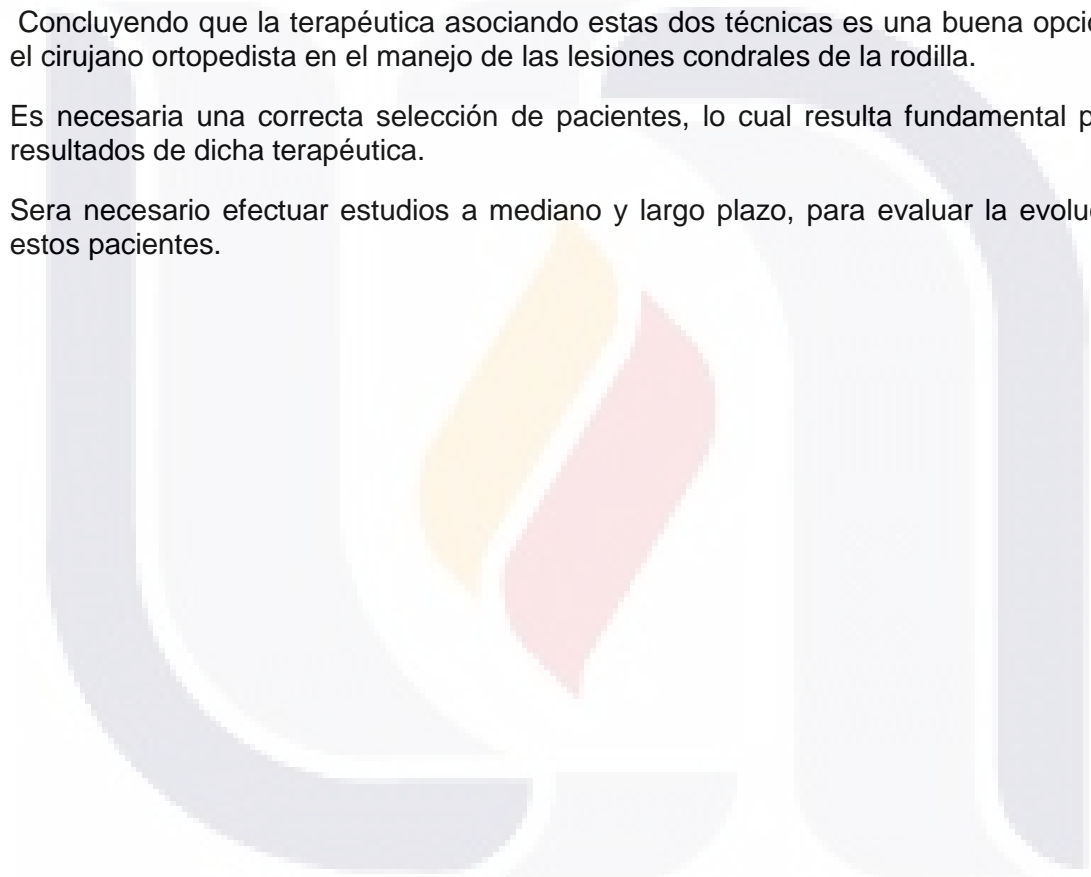 Concluyendo que la terapéutica asociando estas dos técnicas es una buena
el cirujano ortopedista en el manejo de las lesiones condrales de la rodilla.
Es necesaria una correcta selección de pacientes, lo cual resulta fundamental
resultados de dicha terapéutica.
Sera necesario efectuar estudios a mediano y largo plazo, para evaluar la
estos pacientes.